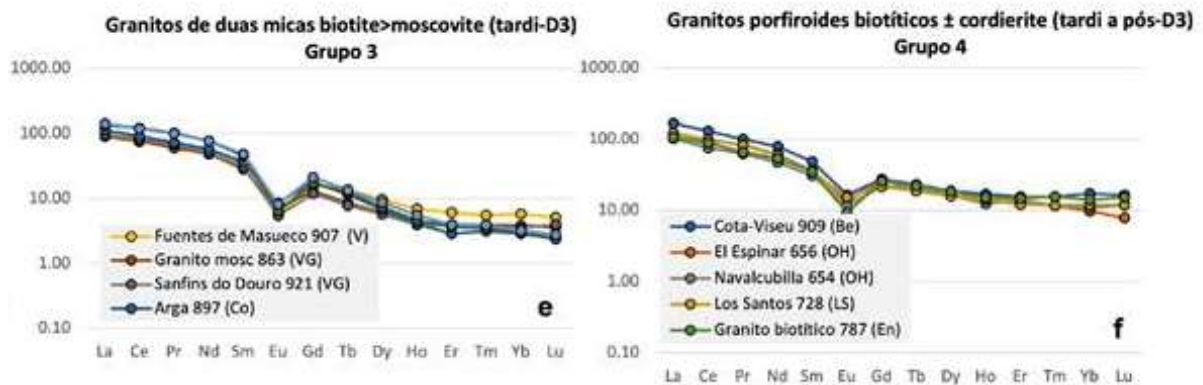 Granitos de duas micas biotite>moscovite (tardi-D3)
Grupo 3
1000.00
100.00
10.00
1.00
0.10
Fuentes de Masueco 907 (V)
Granito mosc 863 (VG)
Sanfins do Douro 921 (VG)
Arga 897 (Co)
e
La Ce Pr Nd Sm Eu Gd Tb Dy Ho Er Tm Yb Lu
Granitos porfiroides biotíticos ± cordierite (tardi a pós-D3)
Grupo 4
1000.00
100.00
10.00
1.00
0.10
Cota-Viseu 909 (Be)
El Espinar 656 (OH)
Navalcubilla 654 (OH)
Los Santos 728 (LS)
Granito biotítico 787 (En)
f
La Ce Pr Nd Sm Eu Gd Tb Dy Ho Er Tm Yb Lu